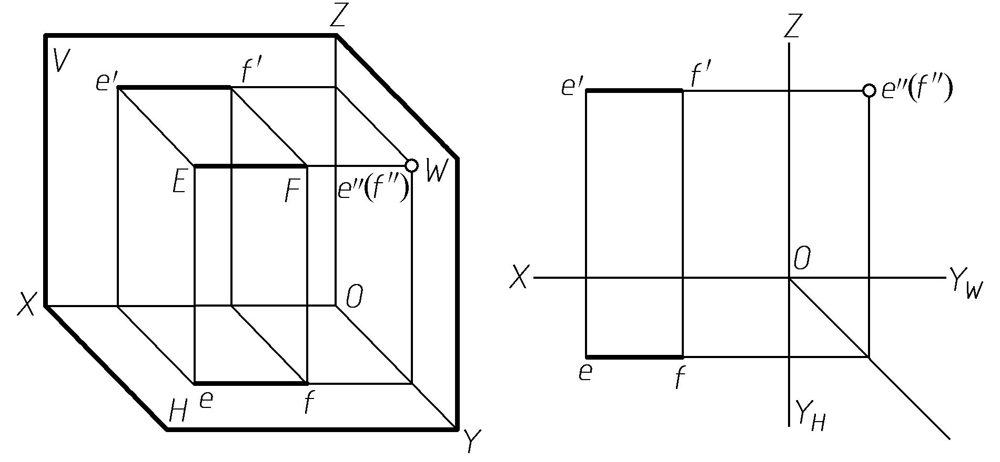 Z
V
e′
f′
E
F
e″(f″)
W
X
O
H
e
f
Y
Z
e′
f′
e″(f″)
X
O
Y_W
e
f
Y_H